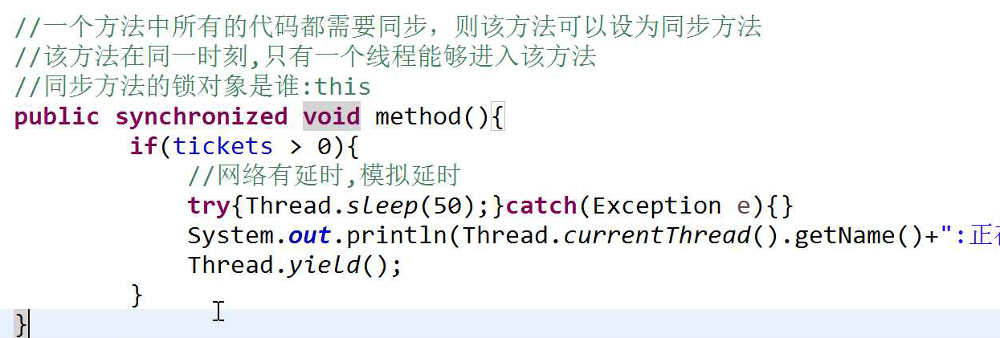 //一个方法中所有的代码都需要同步，则该方法可以设为同步方法
//该方法在同一时刻,只有一个线程能够进入该方法
//同步方法的锁对象是谁:this
public synchronized void method(){
if(tickets > 0){
//网络有延时,模拟延时
try{Thread.sleep(50);}catch(Exception e){}
System.out.println(Thread.currentThread().getName()+":正
Thread.yield();
}
}